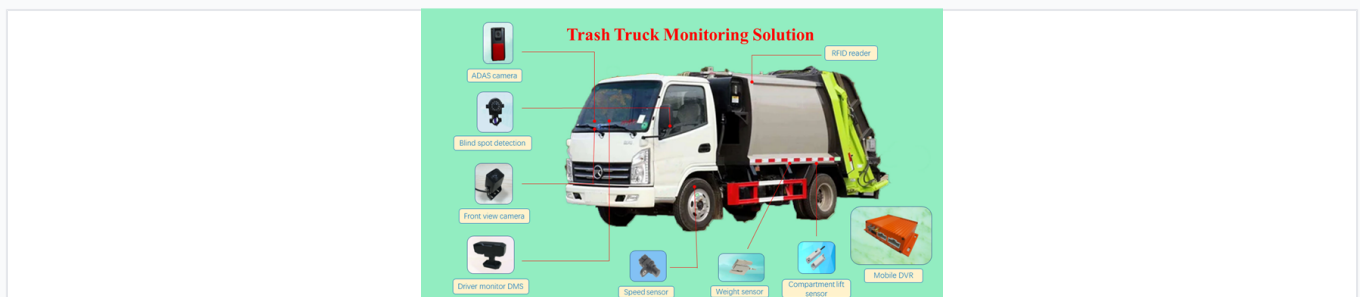 Trash Truck Monitoring Solution
RFID reader
ADAS camera
Blind spot detection
Front view camera
Driver monitor DMS
Speed sensor
Weight sensor
Compartment lift
sensor
Mobile DVR